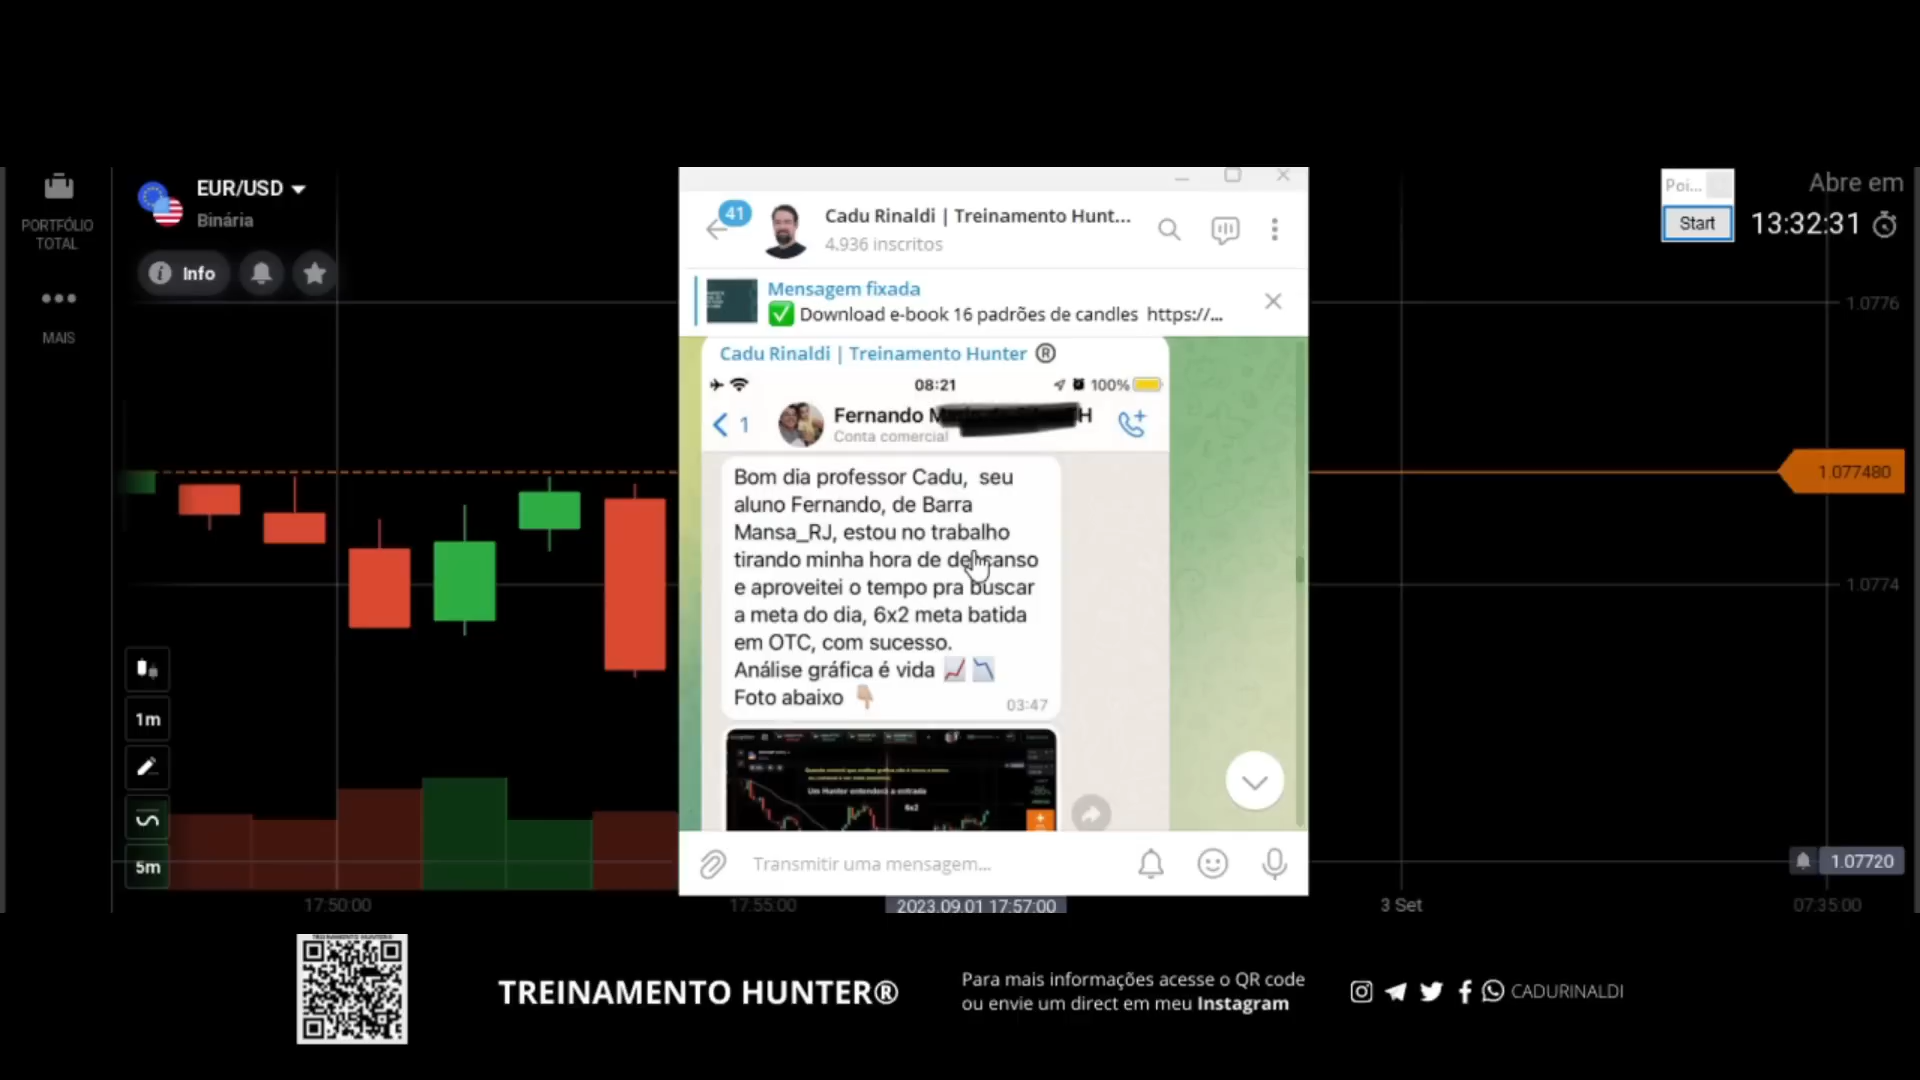 PORTFÓLIO
TOTAL
MAIS
EUR/USD
Binária
Info
1m
5m
41
Cadu Rinaldi | Treinamento Hunt...
4.936 inscritos
Mensagem fixada
Download e-book 16 padrões de candles https://...
Cadu Rinaldi | Treinamento Hunter ®
08:21
100%
1
Fernando
H
Conta comercial
Bom dia professor Cadu, seu
aluno Fernando, de Barra
Mansa_RJ, estou no trabalho
tirando minha hora de descanso
e aproveitei o tempo pra buscar
a meta do dia, 6x2 meta batida
em OTC, com sucesso.
Análise gráfica é vida
Foto abaixo
03:47
Um Hunter entenderá a entrada
6x2
Transmitir uma mensagem...
Poi...
Start
Abre em
13:32:31
1.0776
1.077480
1.0774
1.07720
17:50:00
17:55:00
2023.09.01 17:57:00
3 Set
07:35:00
TREINAMENTO HUNTER®
Para mais informações acesse o QR code
ou envie um direct em meu Instagram
CADURINALDI